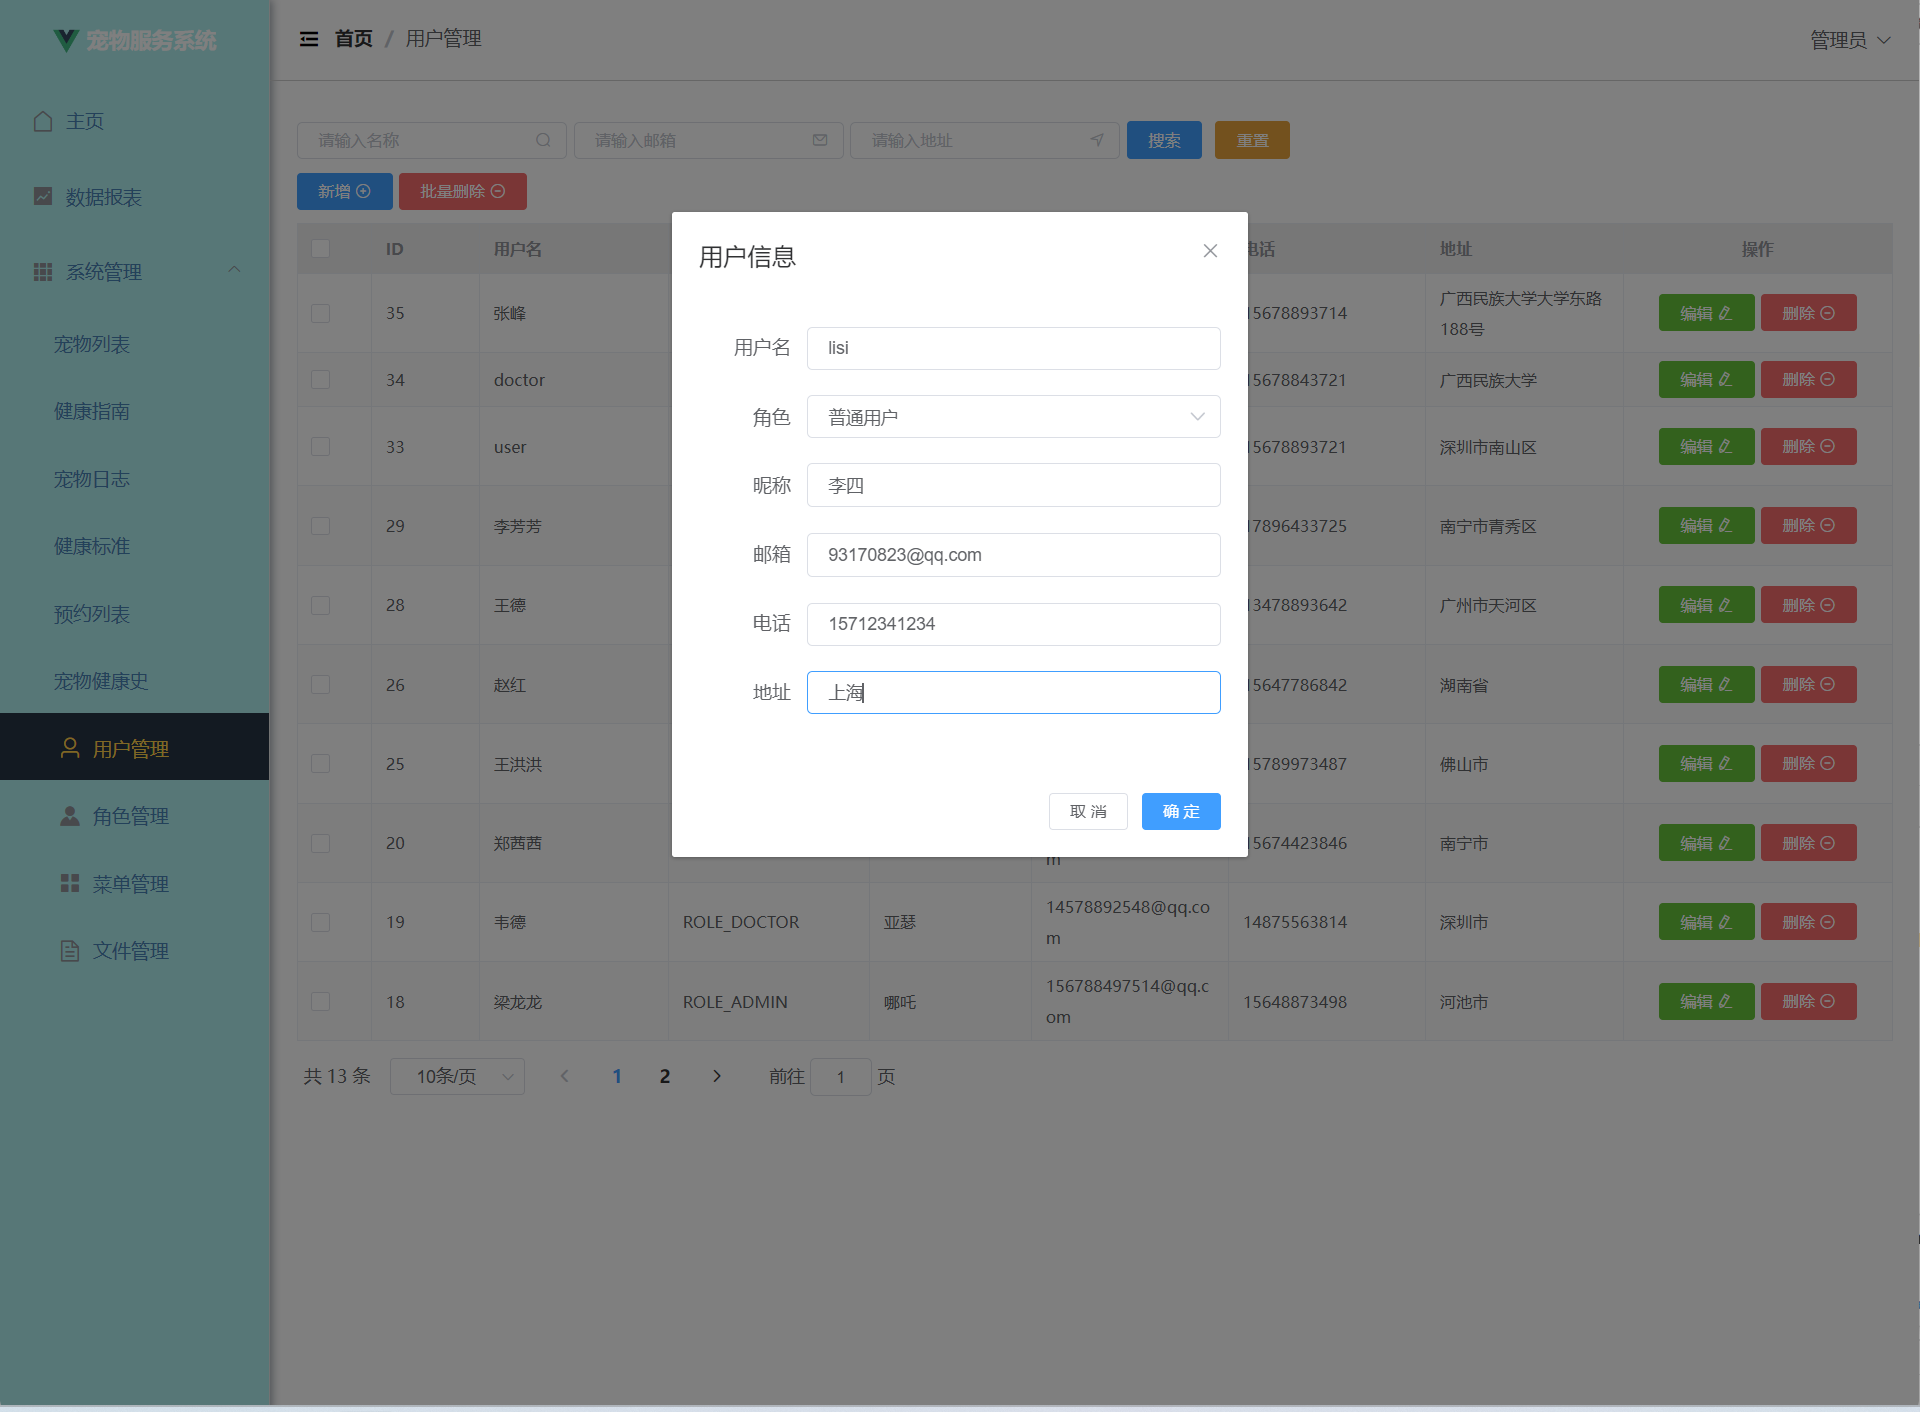 宠物服务系统
首页 / 用户管理
管理员
主页
数据报表
系统管理
宠物列表
健康指南
宠物日志
健康标准
预约列表
宠物健康史
用户管理
角色管理
菜单管理
文件管理
请输入名称 请输入邮箱 请输入地址 搜索 重置
新增 批量删除
ID 用户名 电话 地址 操作
35 张峰 15678893714 广西民族大学大学东路188号 编辑 删除
34 doctor 15678843721 广西民族大学 编辑 删除
33 user 15678893721 深圳市南山区 编辑 删除
29 李芳芳 17896433725 南宁市青秀区 编辑 删除
28 王德 13478893642 广州市天河区 编辑 删除
26 赵红 15647786842 湖南省 编辑 删除
25 王洪洪 15789973487 佛山市 编辑 删除
20 郑茜茜 m 15674423846 南宁市 编辑 删除
19 韦德 ROLE_DOCTOR 亚瑟 14578892548@qq.com 14875563814 深圳市 编辑 删除
18 梁龙龙 ROLE_ADMIN 哪吒 156788497514@qq.com 15648873498 河池市 编辑 删除
共 13 条 10条/页 1 2 前往 1 页
用户信息
用户名 lisi
角色 普通用户
昵称 李四
邮箱 93170823@qq.com
电话 15712341234
地址 上海
取 消 确 定